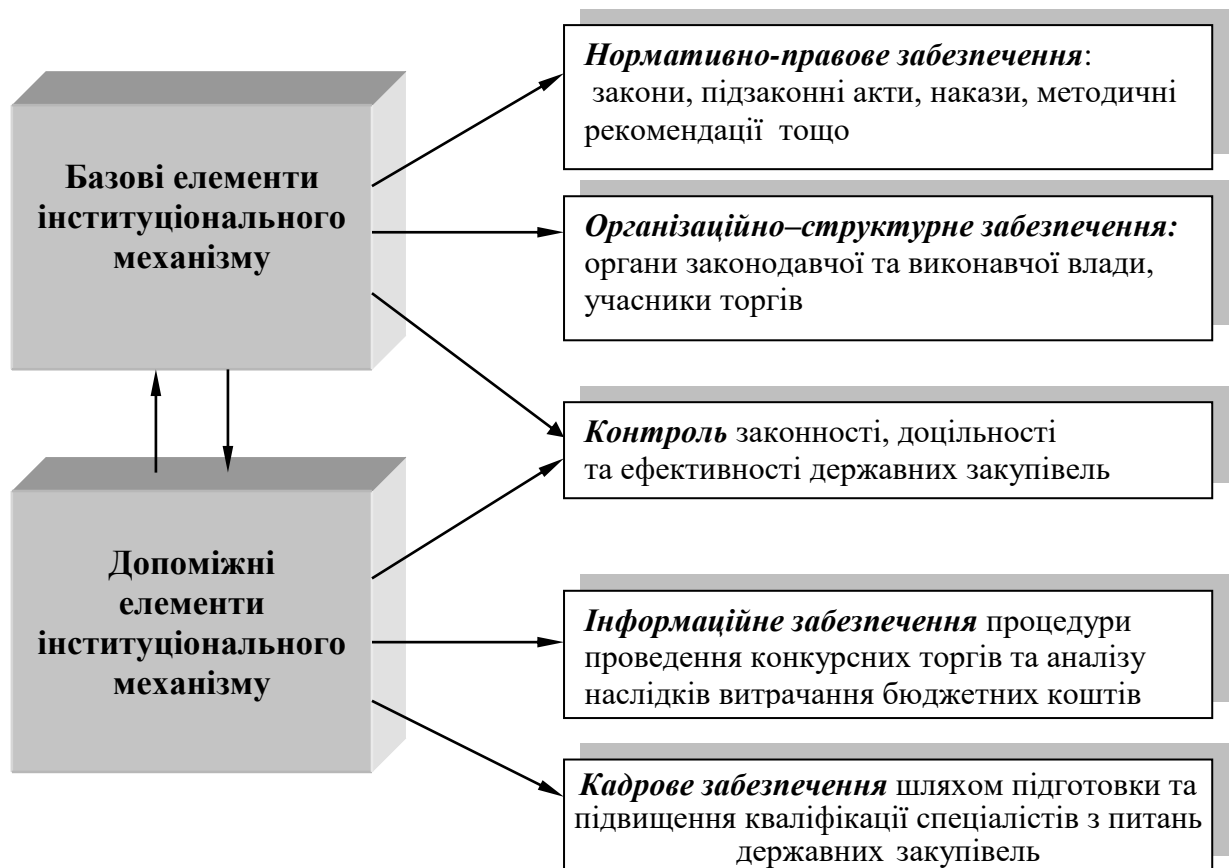 Базові елементи
інституціонального
механізму
Допоміжні
елементи
інституціонального
механізму
Нормативно-правове забезпечення:
закони, підзаконні акти, накази, методичні
рекомендації тощо
Організаційно–структурне забезпечення:
органи законодавчої та виконавчої влади,
учасники торгів
Контроль законності, доцільності
та ефективності державних закупівель
Інформаційне забезпечення процедури
проведення конкурсних торгів та аналізу
наслідків витрачання бюджетних коштів
Кадрове забезпечення шляхом підготовки та
підвищення кваліфікації спеціалістів з питань
державних закупівель